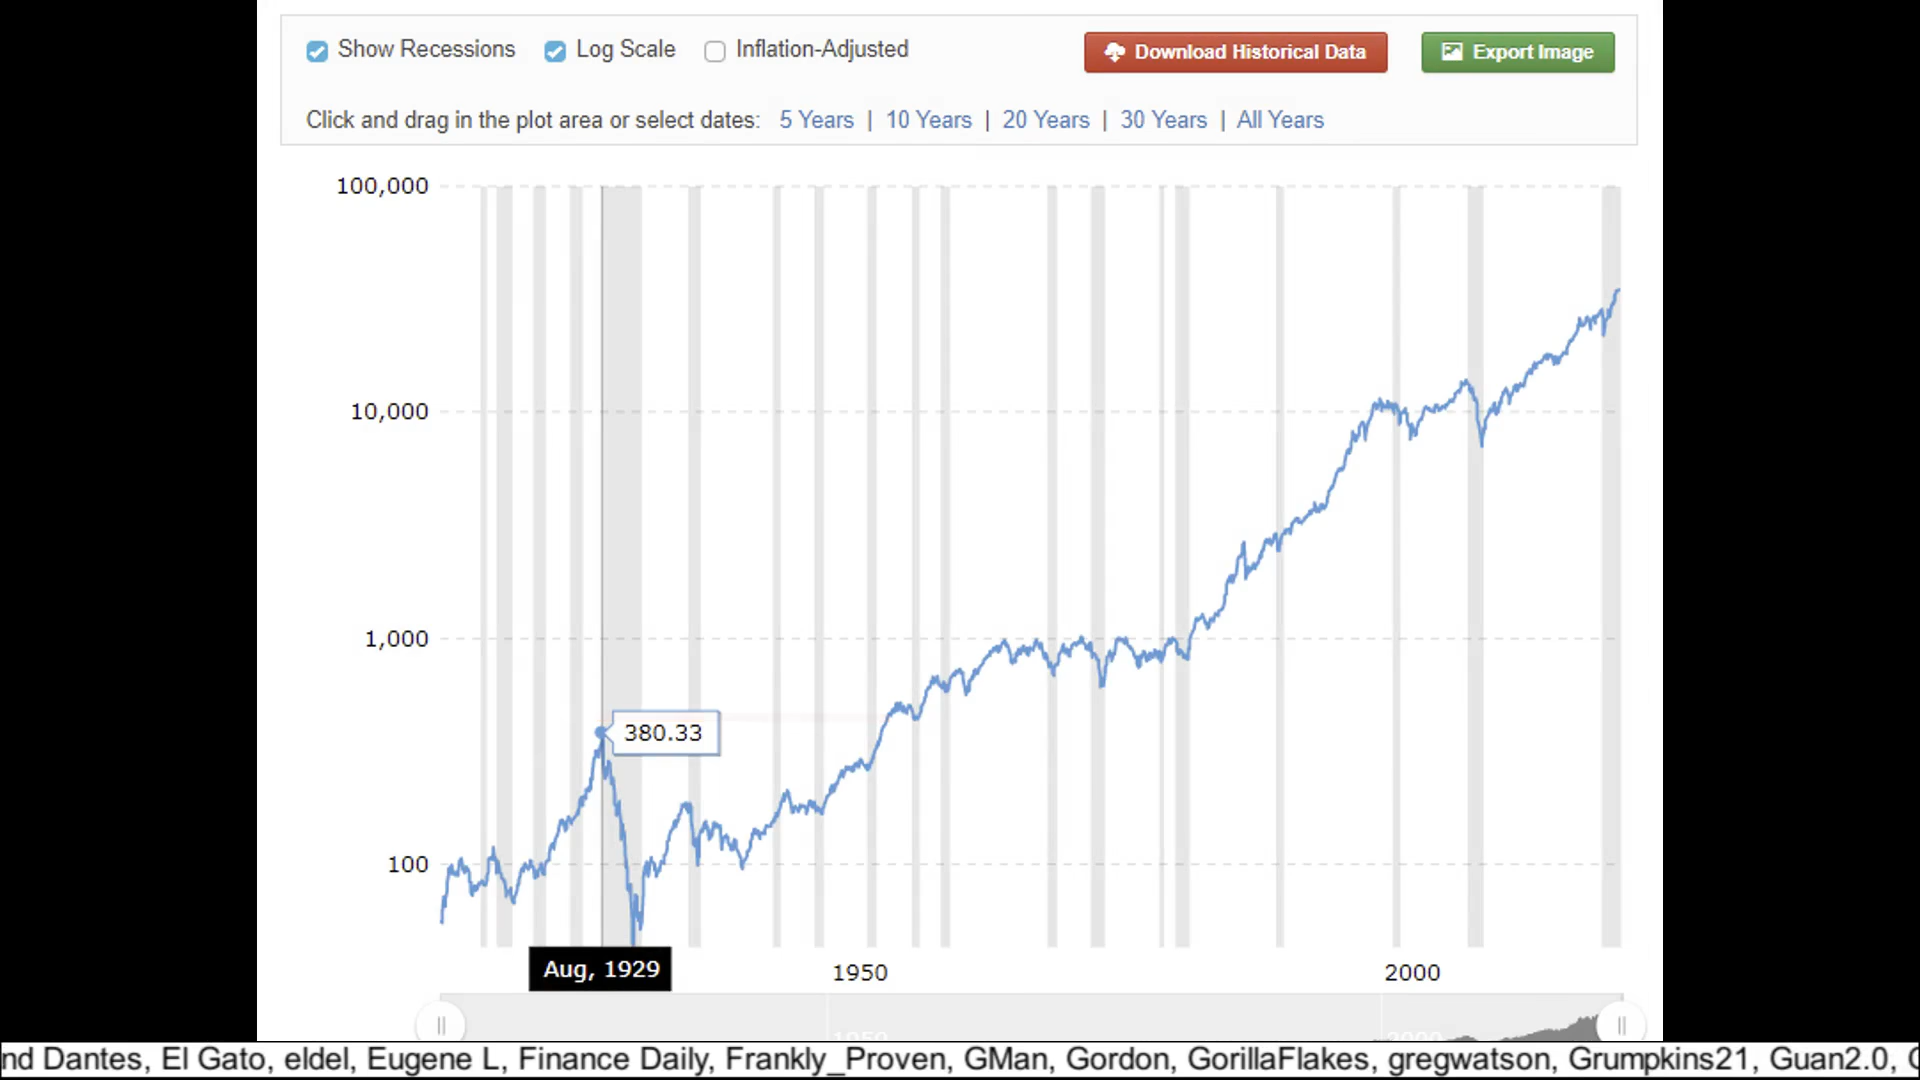 Show Recessions Log Scale Inflation-Adjusted Download Historical Data Export Image
Click and drag in the plot area or select dates: 5 Years | 10 Years | 20 Years | 30 Years | All Years
100,000
10,000
1,000
380.33
100
Aug, 1929 1950 2000
1950 2000
nd Dantes, El Gato, eldel, Eugene L, Finance Daily, Frankly_Proven, GMan, Gordon, GorillaFlakes, gregwatson, Grumpkins21, Guan2.0,